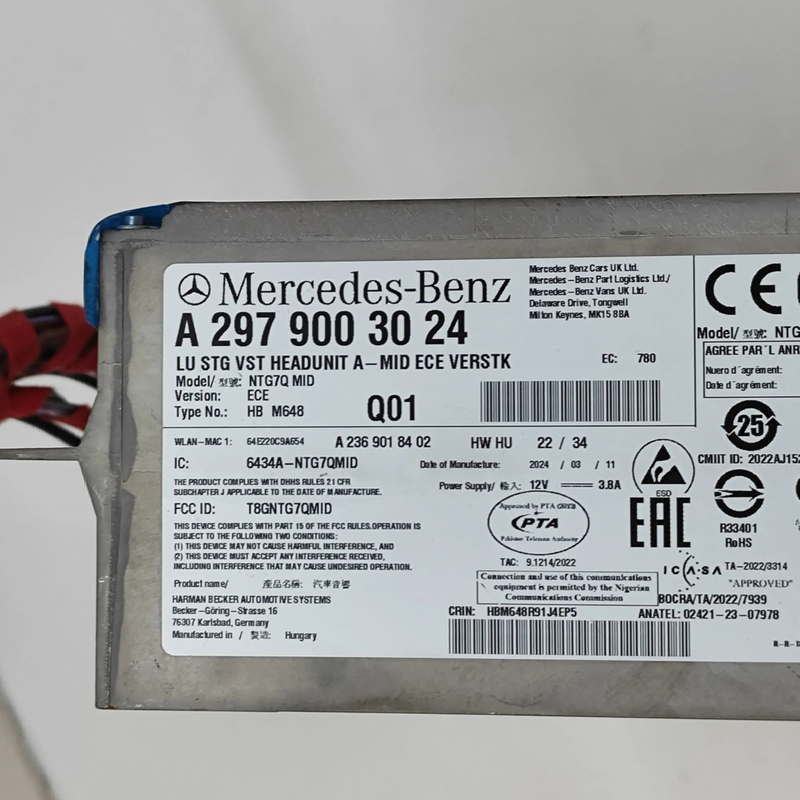 Mercedes-Benz
Mercedes Benz Cars UK Ltd.
Mercedes-Benz Part Logistics Ltd./
Mercedes-Benz Vans UK Ltd.
Delaware Drive, Tongwell
Milton Keynes, MK15 8BA
A 297 900 30 24
LU STG VST HEADUNIT A-MID ECE VERSTK
EC: 780
Model/ 型號: NTG7Q MID
Version: ECE
Type No.: HB M648
Q01
CE
Model/ 型號: NTG
AGREE PAR'L ANR
Nuero d'agrément:
Date d'agrément:
25
CMIIT ID: 2022AJ152
WLAN-MAC 1: 64E220C9A654
A 236 901 84 02
HW HU 22 / 34
IC: 6434A-NTG7QMID
Date of Manufacture: 2024 / 03 / 11
THE PRODUCT COMPLIES WITH DHHS RULES 21 CFR
SUBCHAPTER J APPLICABLE TO THE DATE OF MANUFACTURE.
Power Supply/ 輸入: 12V 3.8A
ESD
FCC ID: T8GNTG7QMID
THIS DEVICE COMPLIES WITH PART 15 OF THE FCC RULES.OPERATION IS
SUBJECT TO THE FOLLOWING TWO CONDITIONS:
(1) THIS DEVICE MAY NOT CAUSE HARMFUL INTERFERENCE, AND
(2) THIS DEVICE MUST ACCEPT ANY INTERFERENCE RECEIVED,
INCLUDING INTERFERENCE THAT MAY CAUSE UNDESIRED OPERATION.
Approved by PTA (2022)
PTA
Pakistan Telecom Authority
TAC: 9.1214/2022
EAC
R33401
RoHS
ICASA TA-2022/3314
"APPROVED"
Product name/ 產品名稱: 汽車音響
Connection and use of this communications
equipment is permitted by the Nigerian
Communications Commission
HARMAN BECKER AUTOMOTIVE SYSTEMS
Becker-Göring-Strasse 16
76307 Karlsbad, Germany
Manufactured in / 製造: Hungary
BOCRA/TA/2022/7939
CRIN: HBM648R91J4EP5
ANATEL: 02421-23-07978